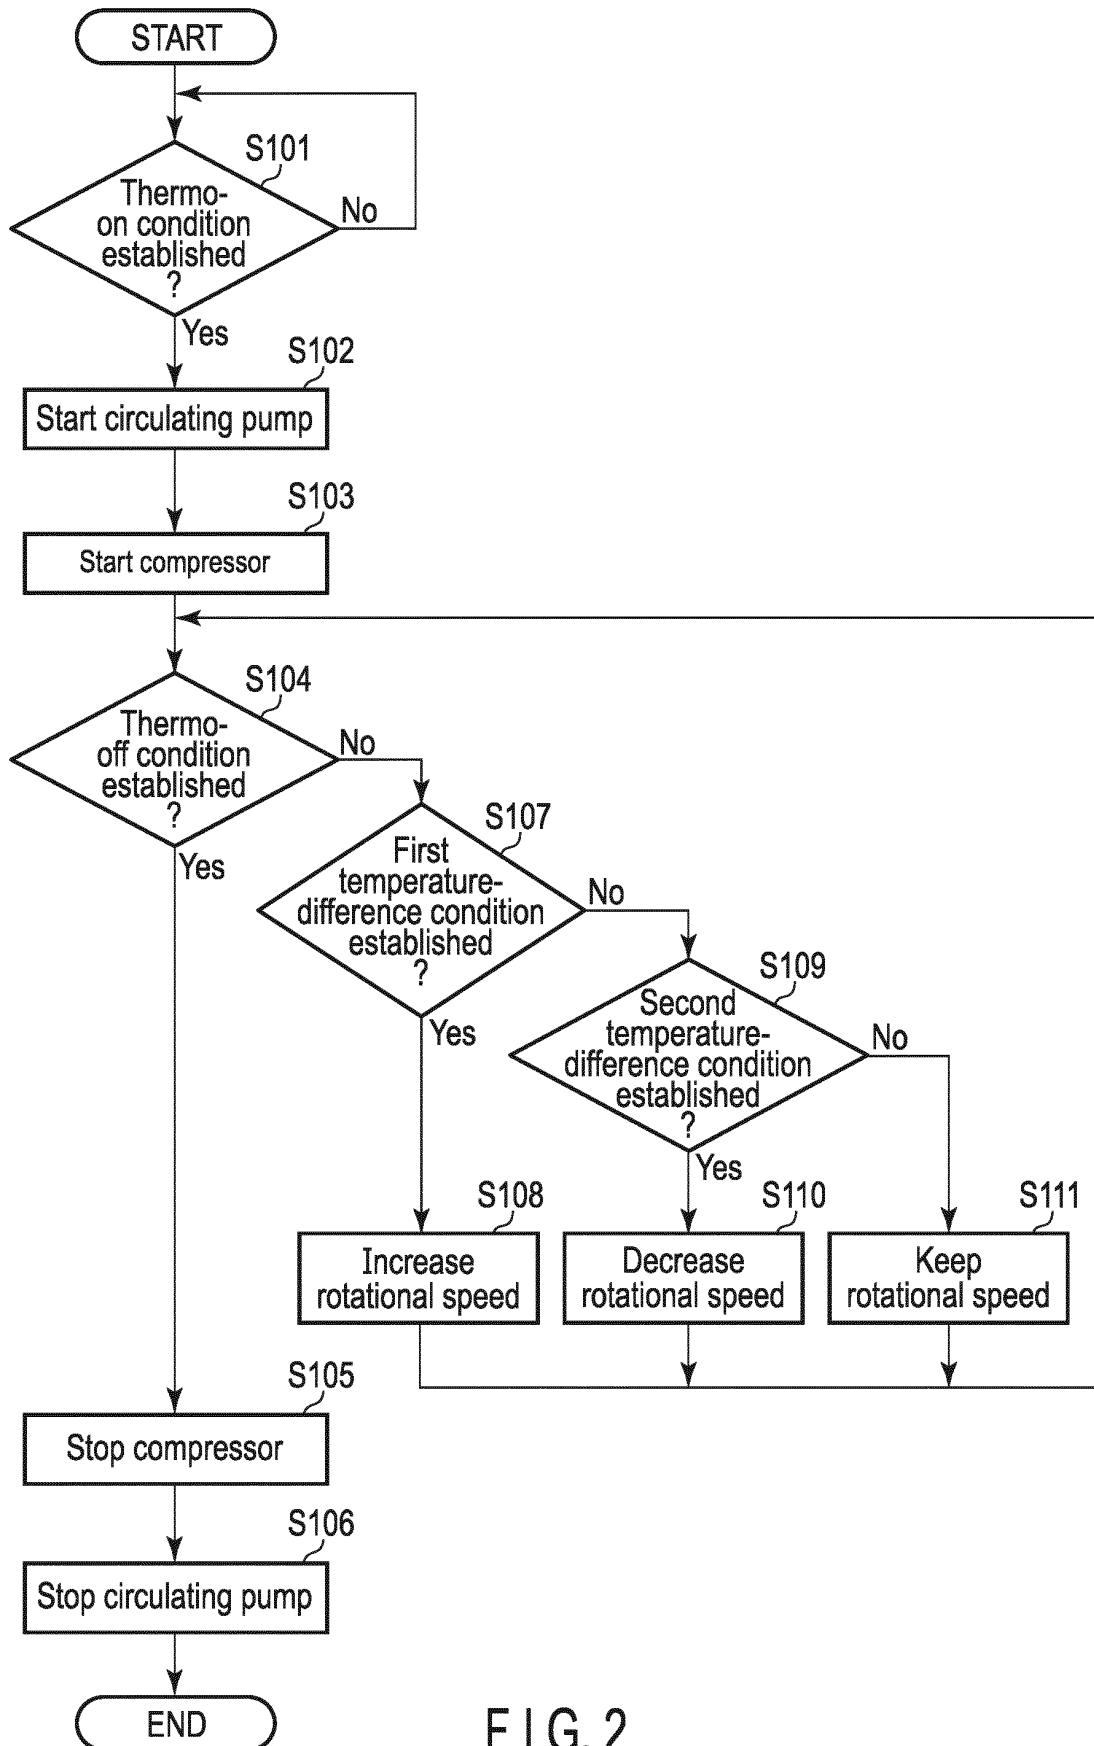 START
S101
Thermo-
on condition
established
?
No
Yes
S102
Start circulating pump
S103
Start compressor
S104
Thermo-
off condition
established
?
No
Yes
S107
First
temperature-
difference condition
established
?
No
Yes
S109
Second
temperature-
difference condition
established
?
No
Yes
S108
Increase
rotational speed
S110
Decrease
rotational speed
S111
Keep
rotational speed
S105
Stop compressor
S106
Stop circulating pump
END
FIG. 2